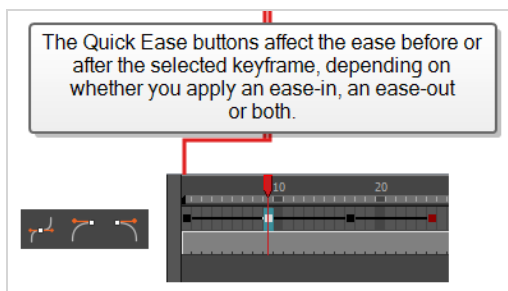 The Quick Ease buttons affect the ease before or
after the selected keyframe, depending on
whether you apply an ease-in, an ease-out
or both.
10 20